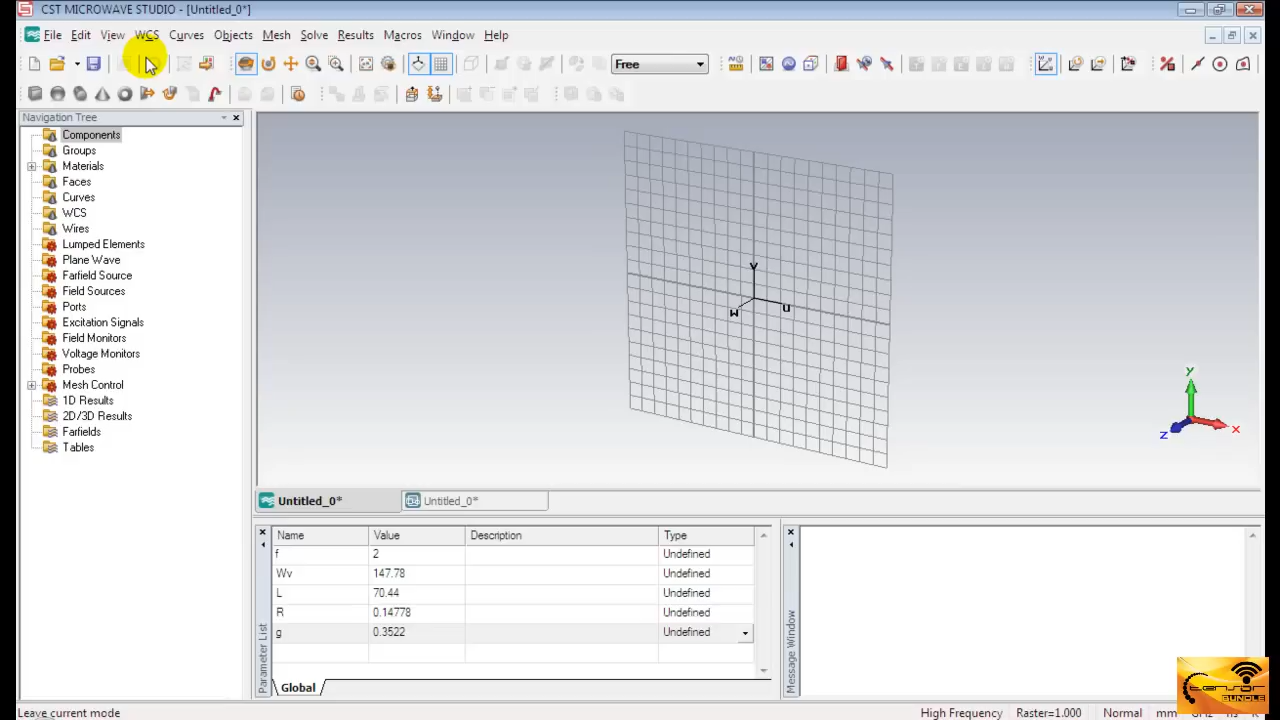 CST MICROWAVE STUDIO - [Untitled_0*]
File Edit View WCS Curves Objects Mesh Solve Results Macros Window Help
Free
Navigation Tree
Components
Groups
Materials
Faces
Curves
WCS
Wires
Lumped Elements
Plane Wave
Farfield Source
Field Sources
Ports
Excitation Signals
Field Monitors
Voltage Monitors
Probes
Mesh Control
1D Results
2D/3D Results
Farfields
Tables
v
u
w
y
x
z
Untitled_0*
Untitled_0*
Name Value Description Type
f 2 Undefined
Wv 147.78 Undefined
L 70.44 Undefined
R 0.14778 Undefined
g 0.3522 Undefined
Global
Parameter List
Message Window
Leave current mode
High Frequency Raster=1.000 Normal mm
BUNDLE